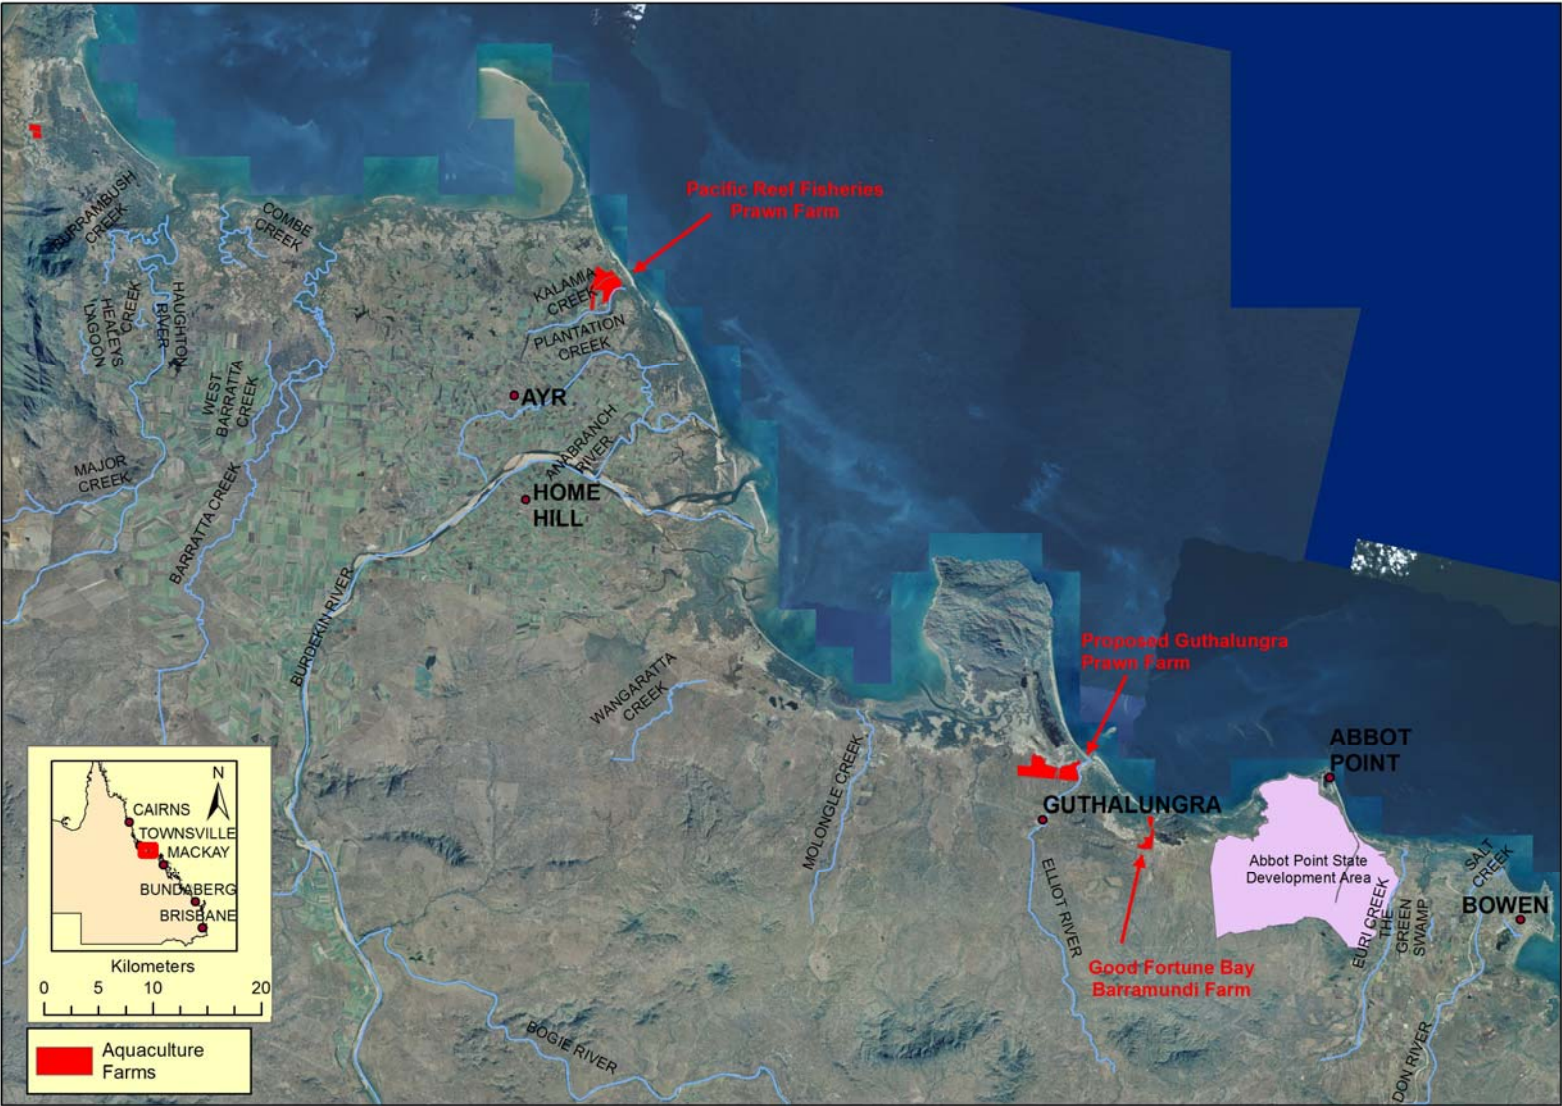 Pacific Reef Fisheries
Prawn Farm
BURRAMBUSH
CREEK
COMBE
CREEK
KALAMIA
CREEK
PLANTATION
CREEK
HEALEYS
LAGOON
CREEK
HAUGHTON
RIVER
WEST
BARRATTA
CREEK
AYR
ANABRANCH
RIVER
MAJOR
CREEK
HOME
HILL
BARRATTA CREEK
BURDEKIN RIVER
WANGARATTA
CREEK
Proposed Guthalungra
Prawn Farm
MOLONGLE CREEK
ABBOT
POINT
GUTHALUNGRA
Abbot Point State
Development Area
ELLIOT RIVER
EURI CREEK
THE
GREEN
SWAMP
SALT
CREEK
BOWEN
Good Fortune Bay
Barramundi Farm
BOGIE RIVER
DON RIVER
N
CAIRNS
TOWNSVILLE
MACKAY
BUNDABERG
BRISBANE
Kilometers
0 5 10 20
Aquaculture
Farms